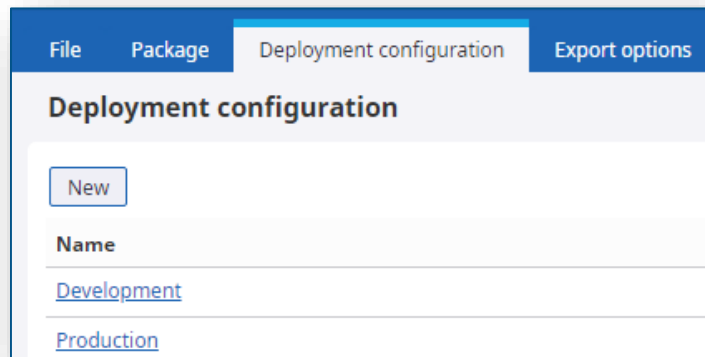 File Package Deployment configuration Export options
Deployment configuration
New
Name
Development
Production